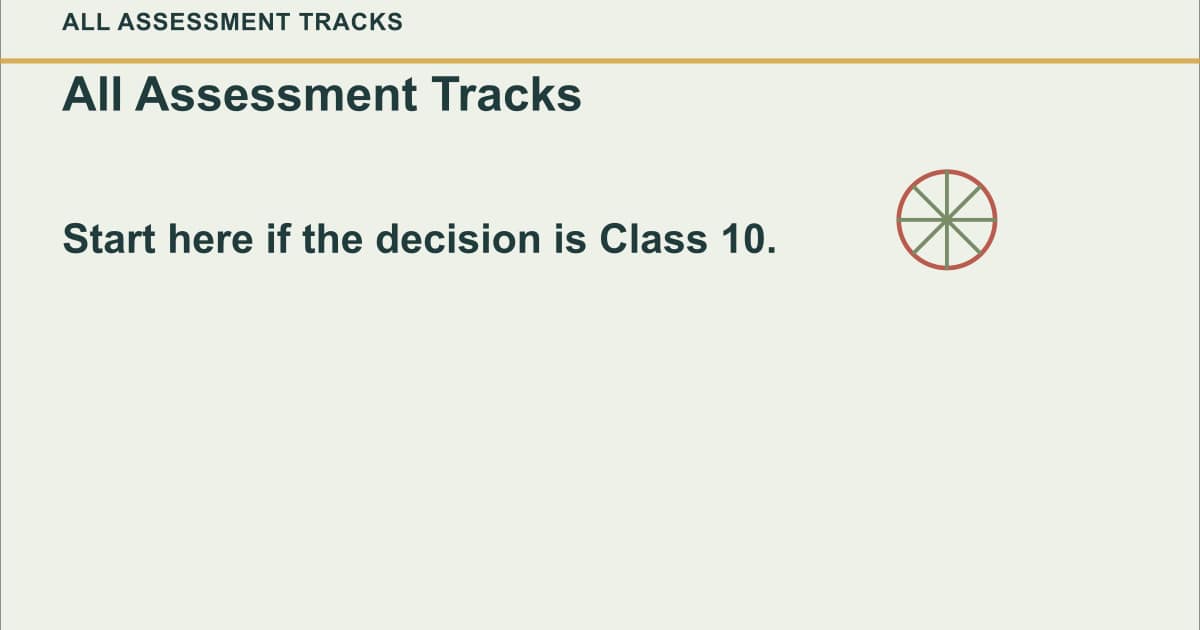 ALL ASSESSMENT TRACKS
All Assessment Tracks
Start here if the decision is Class 10.